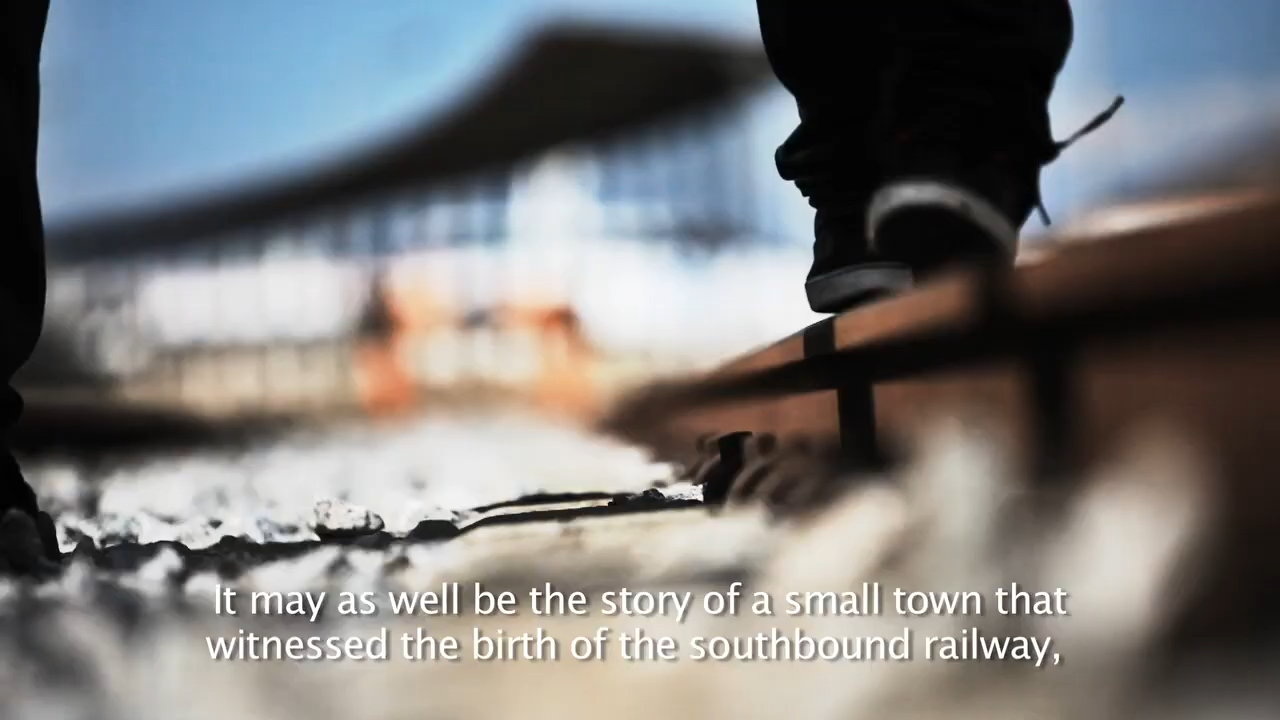 It may as well be the story of a small town that
witnessed the birth of the southbound railway,